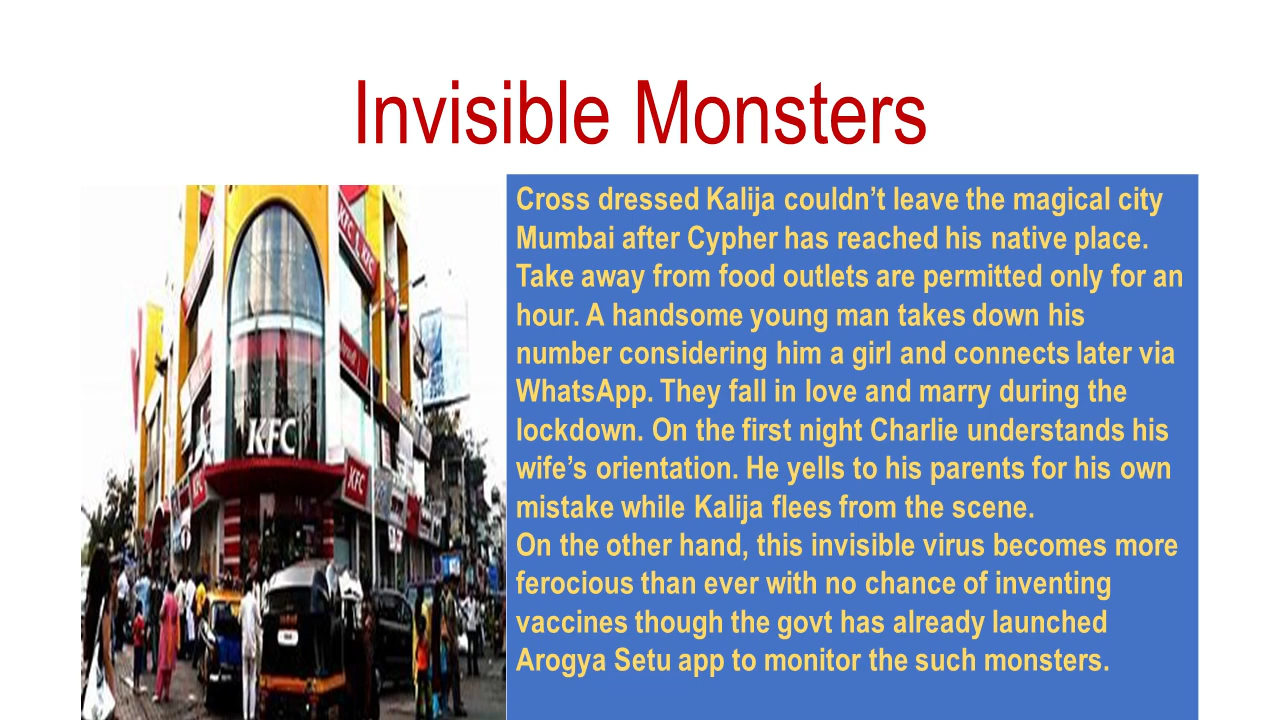 Invisible Monsters
Cross dressed Kalija couldn’t leave the magical city
Mumbai after Cypher has reached his native place.
Take away from food outlets are permitted only for an
hour. A handsome young man takes down his
number considering him a girl and connects later via
WhatsApp. They fall in love and marry during the
lockdown. On the first night Charlie understands his
wife’s orientation. He yells to his parents for his own
mistake while Kalija flees from the scene.
On the other hand, this invisible virus becomes more
ferocious than ever with no chance of inventing
vaccines though the govt has already launched
Arogya Setu app to monitor the such monsters.
KFC
KFC
KFC